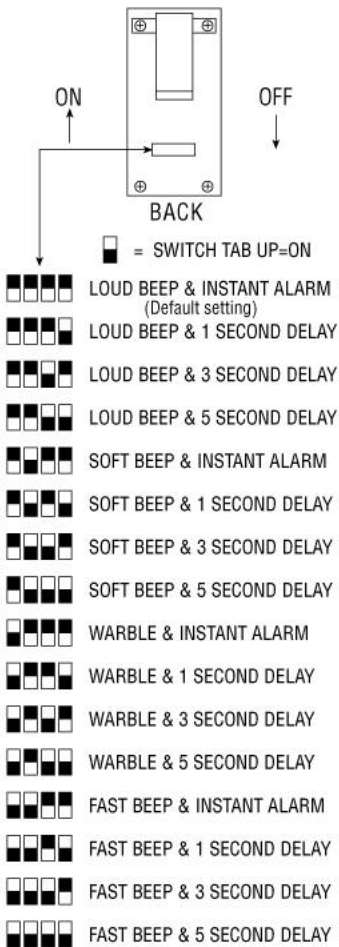 ON
OFF
BACK
= SWITCH TAB UP=ON
LOUD BEEP & INSTANT ALARM
(Default setting)
LOUD BEEP & 1 SECOND DELAY
LOUD BEEP & 3 SECOND DELAY
LOUD BEEP & 5 SECOND DELAY
SOFT BEEP & INSTANT ALARM
SOFT BEEP & 1 SECOND DELAY
SOFT BEEP & 3 SECOND DELAY
SOFT BEEP & 5 SECOND DELAY
WARBLE & INSTANT ALARM
WARBLE & 1 SECOND DELAY
WARBLE & 3 SECOND DELAY
WARBLE & 5 SECOND DELAY
FAST BEEP & INSTANT ALARM
FAST BEEP & 1 SECOND DELAY
FAST BEEP & 3 SECOND DELAY
FAST BEEP & 5 SECOND DELAY